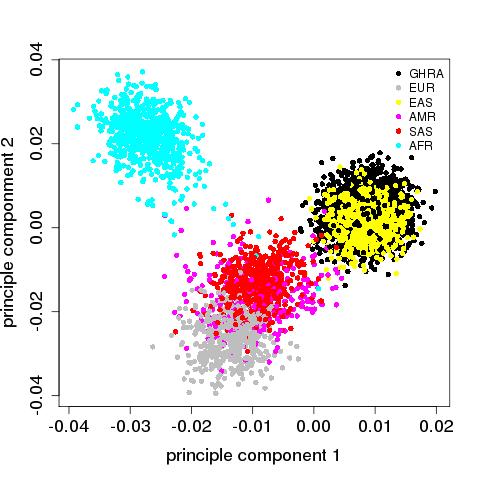 0.04
0.02
0.00
-0.02
-0.04
principle componment 2
GHRA
EUR
EAS
AMR
SAS
AFR
-0.04 -0.03 -0.02 -0.01 0.00 0.01 0.02
principle component 1